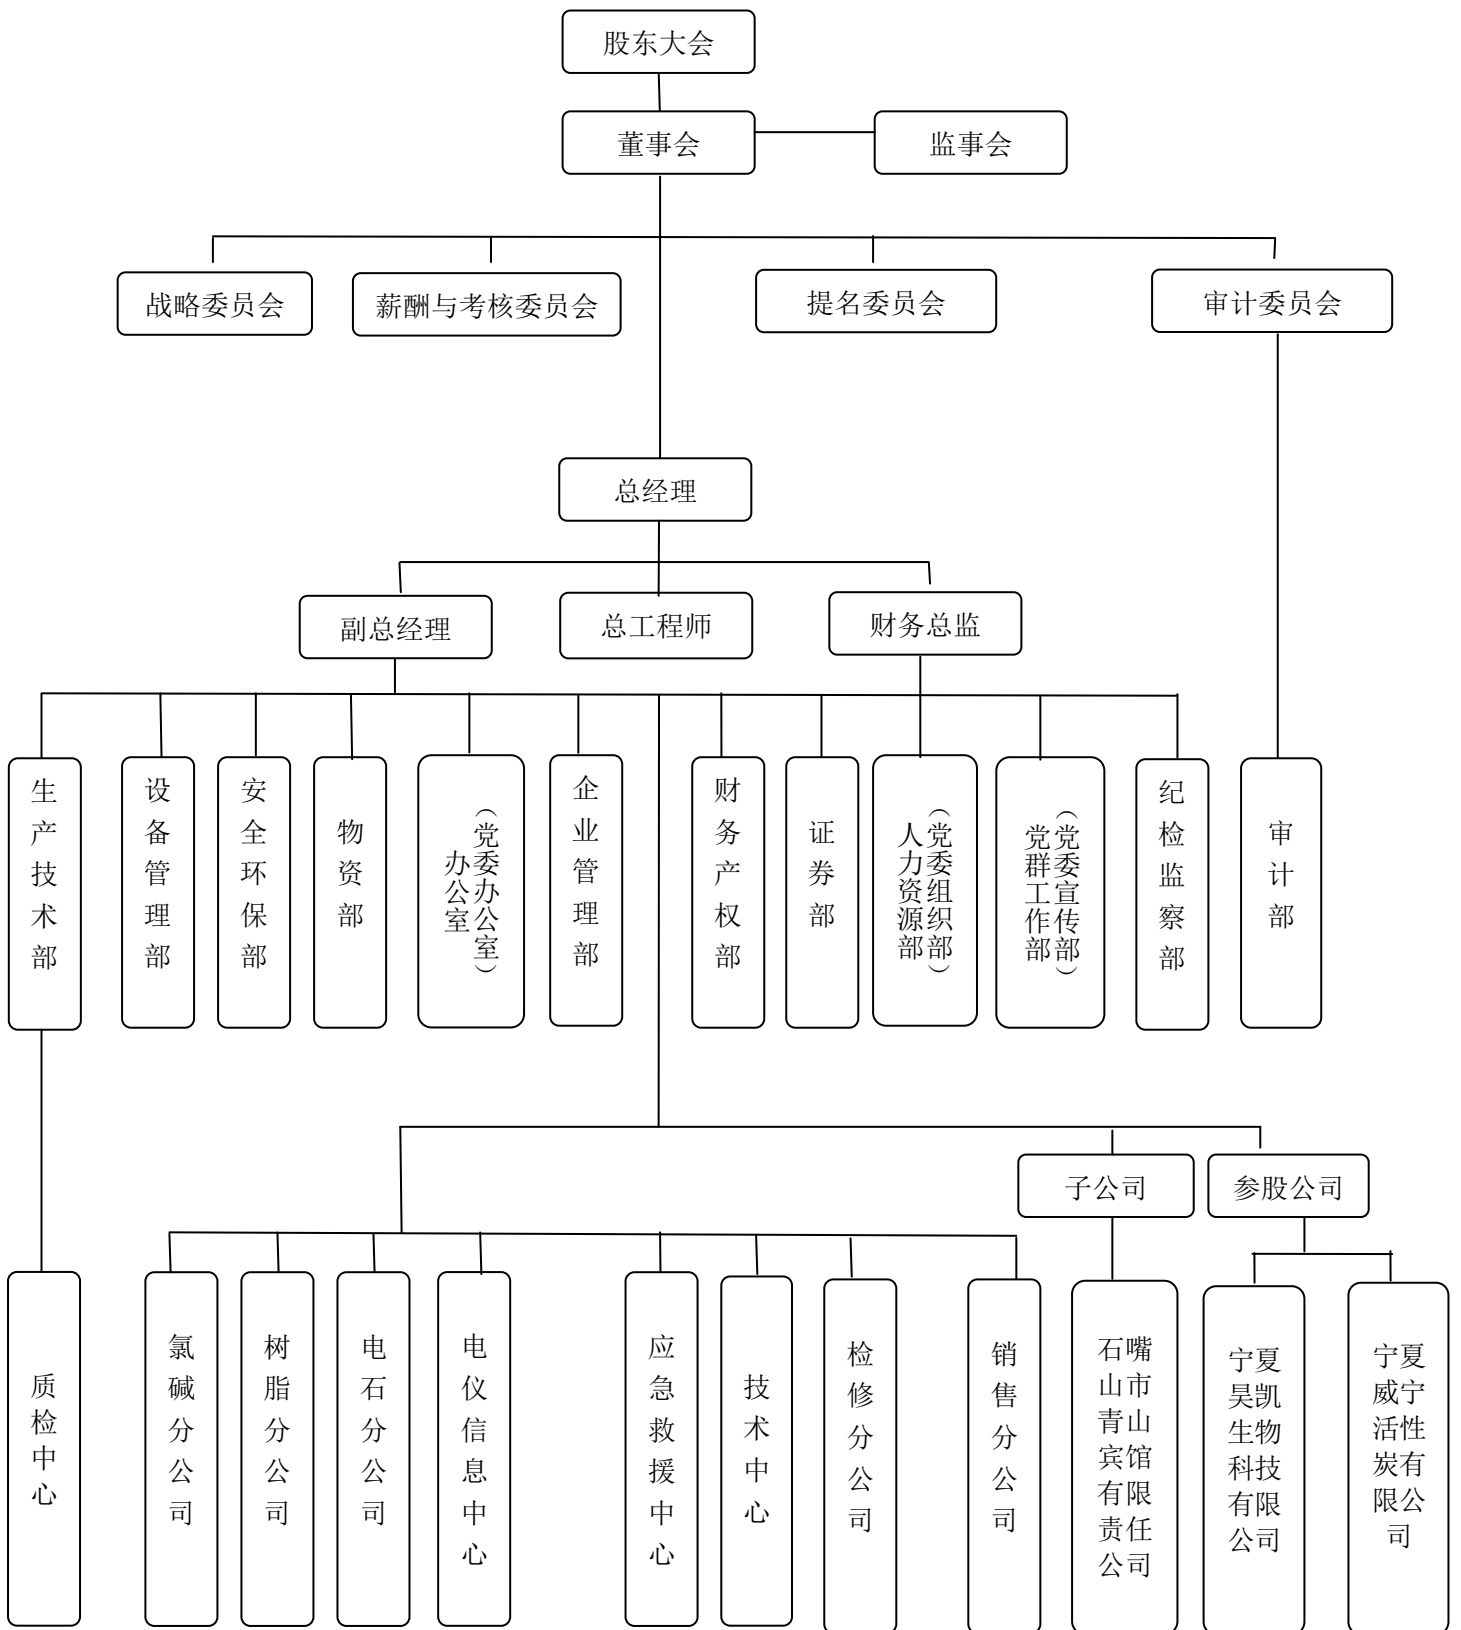 股东大会
董事会
监事会
战略委员会
薪酬与考核委员会
提名委员会
审计委员会
总经理
副总经理
总工程师
财务总监
生产技术部
设备管理部
安全环保部
物资部
（党委办公室）
办公室
企业管理部
财务产权部
证券部
（党委组织部）
人力资源部
（党委宣传部）
党群工作部
纪检监察部
审计部
子公司
参股公司
质检中心
氯碱分公司
树脂分公司
电石分公司
电仪信息中心
应急救援中心
技术中心
检修分公司
销售分公司
石嘴
山市
青山
宾馆
有限
责任
公司
宁夏
昊凯
生物
科技
有限
公司
宁夏
威宁
活性
炭有
限公
司